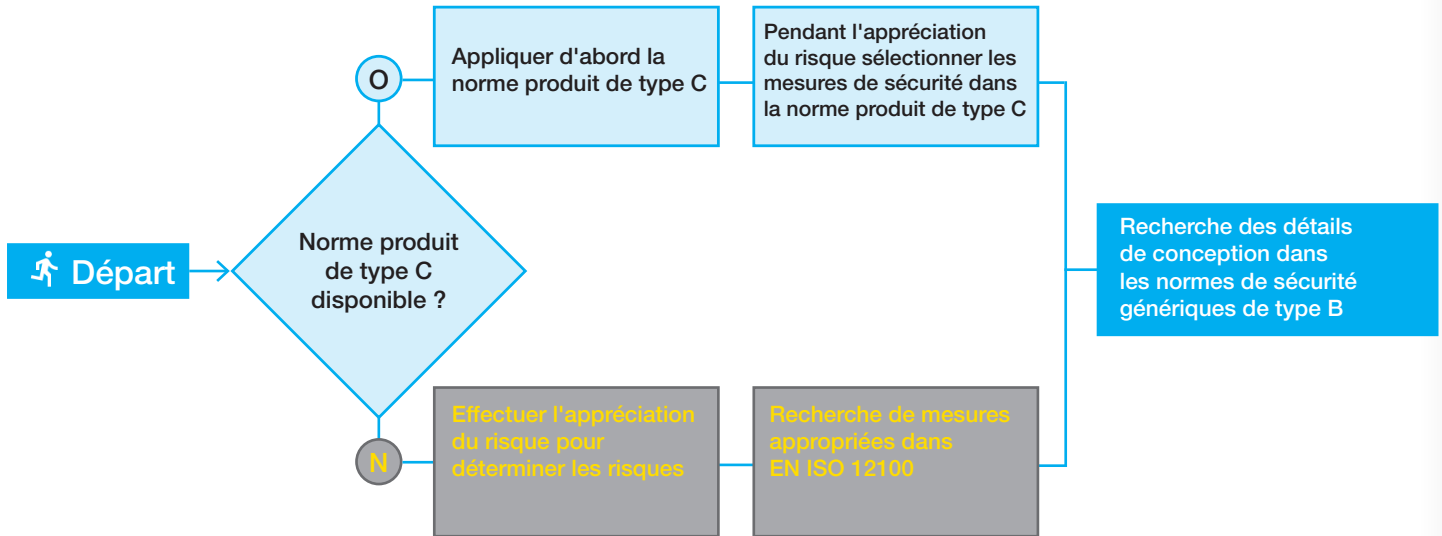 Départ
Norme produit
de type C
disponible ?
O
Appliquer d'abord la
norme produit de type C
Pendant l'appréciation
du risque sélectionner les
mesures de sécurité dans
la norme produit de type C
N
Effectuer l'appréciation
du risque pour
déterminer les risques
Recherche de mesures
appropriées dans
EN ISO 12100
Recherche des détails
de conception dans
les normes de sécurité
génériques de type B